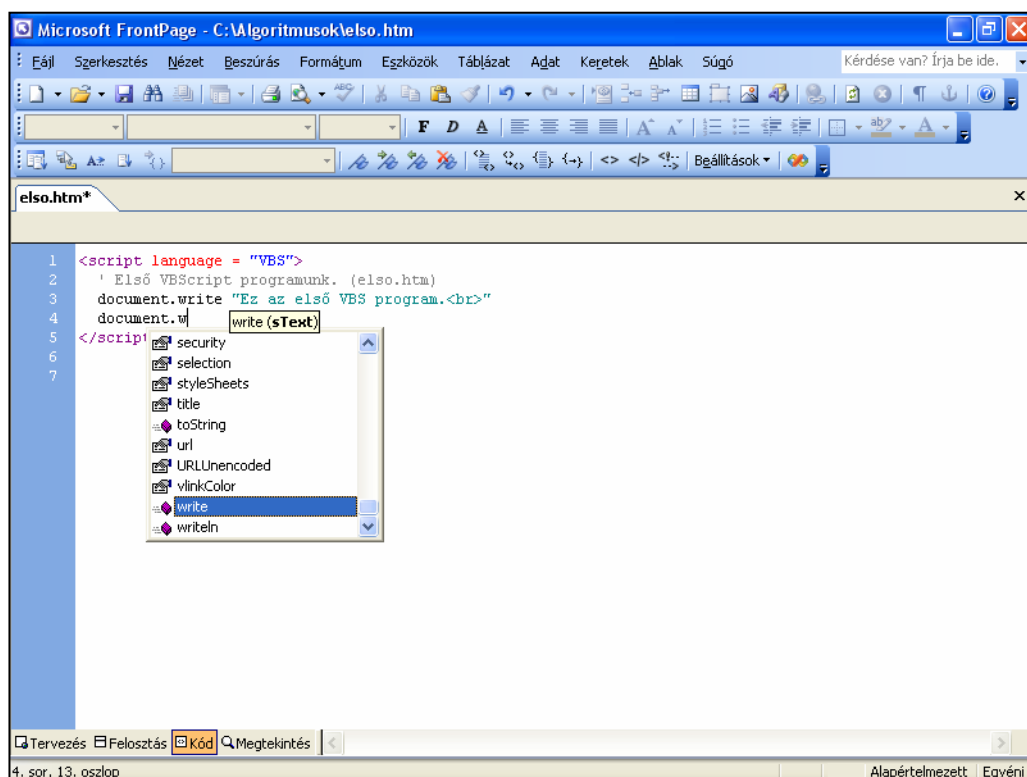 Microsoft FrontPage - C:\Algoritmusok\elso.htm
Fájl Szerkesztés Nézet Beszúrás Formátum Eszközök Táblázat Adat Keretek Ablak Súgó Kérdése van? Írja be ide.
F D A
Beállítások
elso.htm*
1 <script language = "VBS">
2 ' Első VBScript programunk. (elso.htm)
3 document.write "Ez az első VBS program.<br>"
4 document.w
write (sText)
5 </script
6
7
security
selection
styleSheets
title
toString
url
URLUnencoded
vlinkColor
write
writeln
Tervezés Felosztás Kód Megtekintés
4. sor, 13. oszlop Alapértelmezett Egyéni